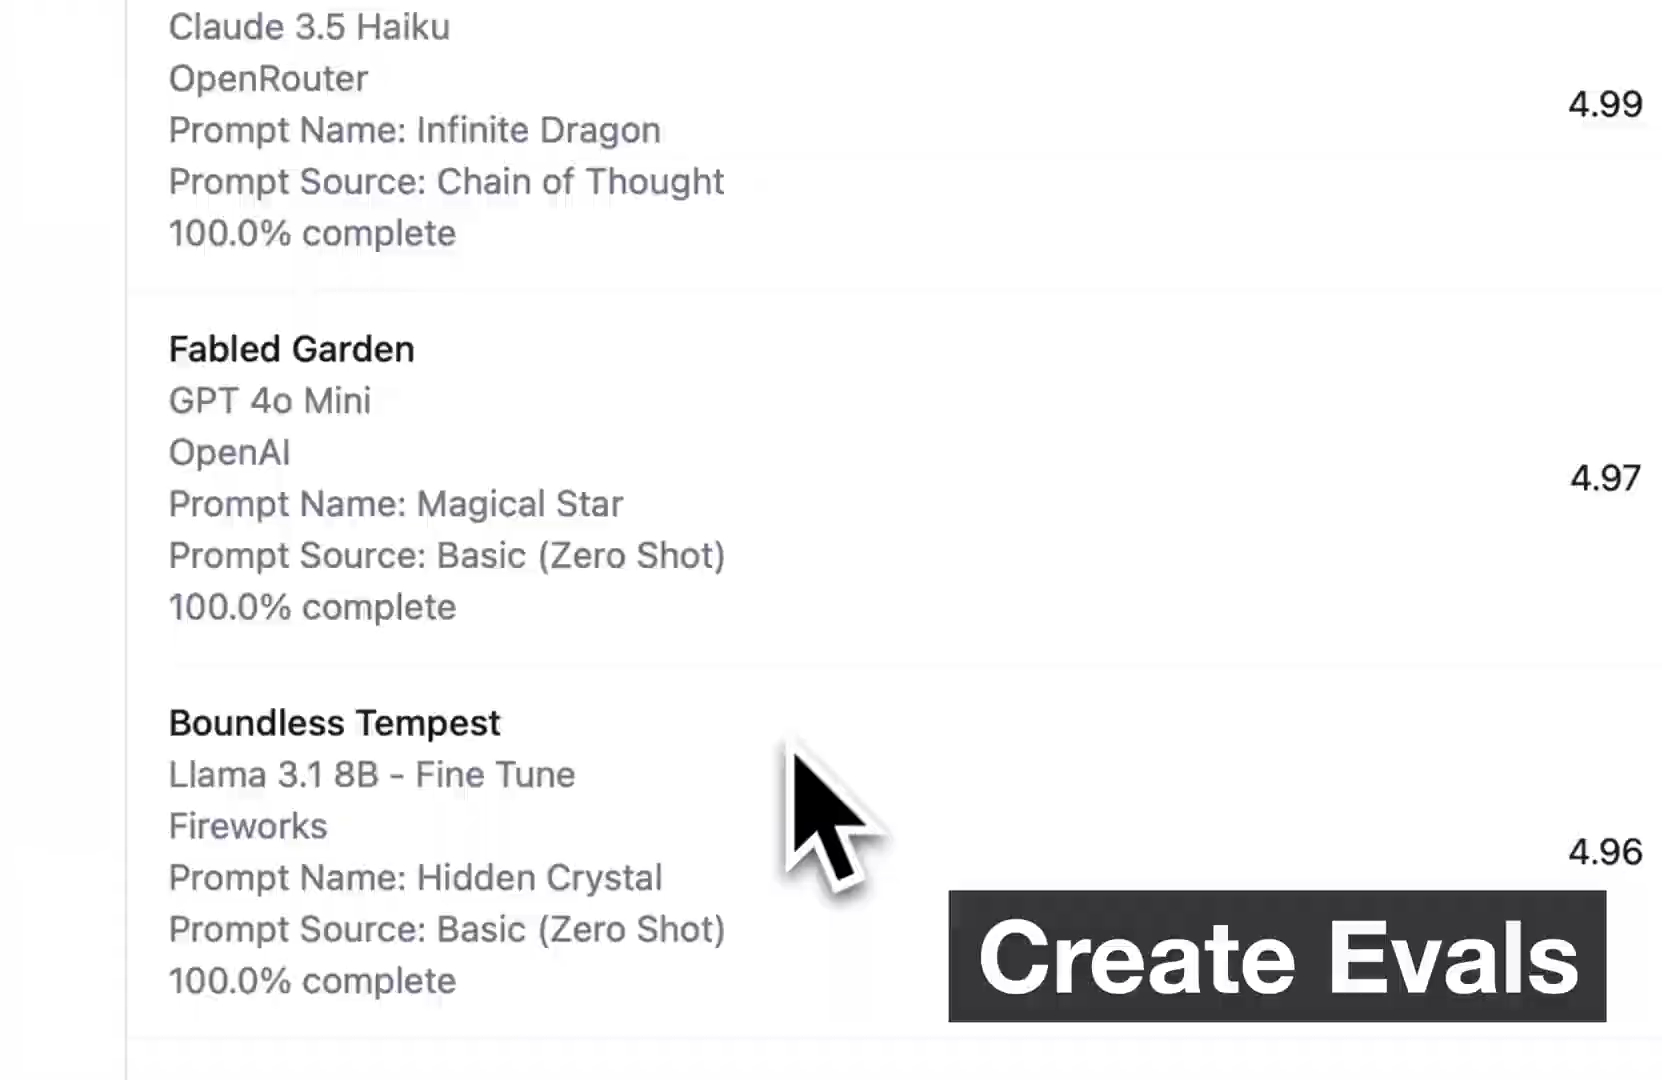 Claude 3.5 Haiku
OpenRouter
Prompt Name: Infinite Dragon
Prompt Source: Chain of Thought
100.0% complete
4.99
Fabled Garden
GPT 4o Mini
OpenAI
Prompt Name: Magical Star
Prompt Source: Basic (Zero Shot)
100.0% complete
4.97
Boundless Tempest
Llama 3.1 8B - Fine Tune
Fireworks
Prompt Name: Hidden Crystal
Prompt Source: Basic (Zero Shot)
100.0% complete
4.96
Create Evals